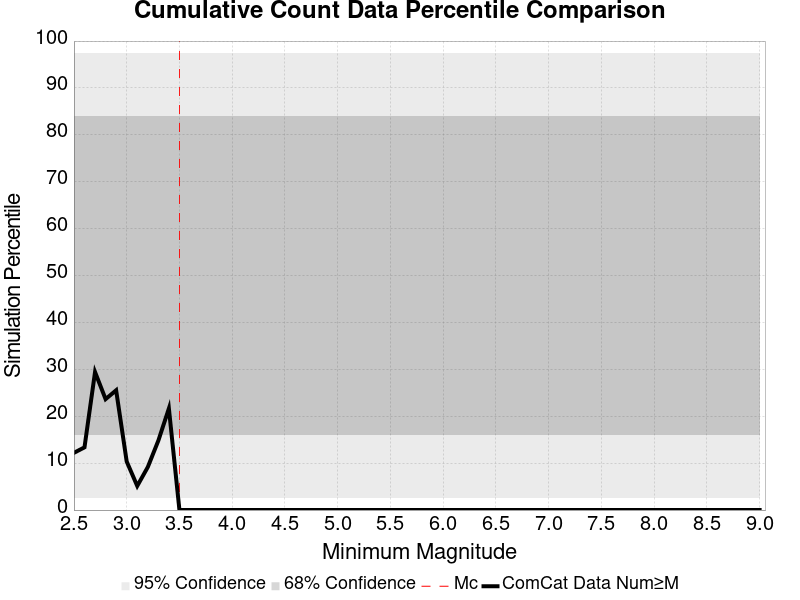 Cumulative Count Data Percentile Comparison
100
90
80
70
60
50
40
30
20
10
0
Simulation Percentile
2.5 3.0 3.5 4.0 4.5 5.0 5.5 6.0 6.5 7.0 7.5 8.0 8.5 9.0
Minimum Magnitude
95% Confidence 68% Confidence Mc ComCat Data Num≥M